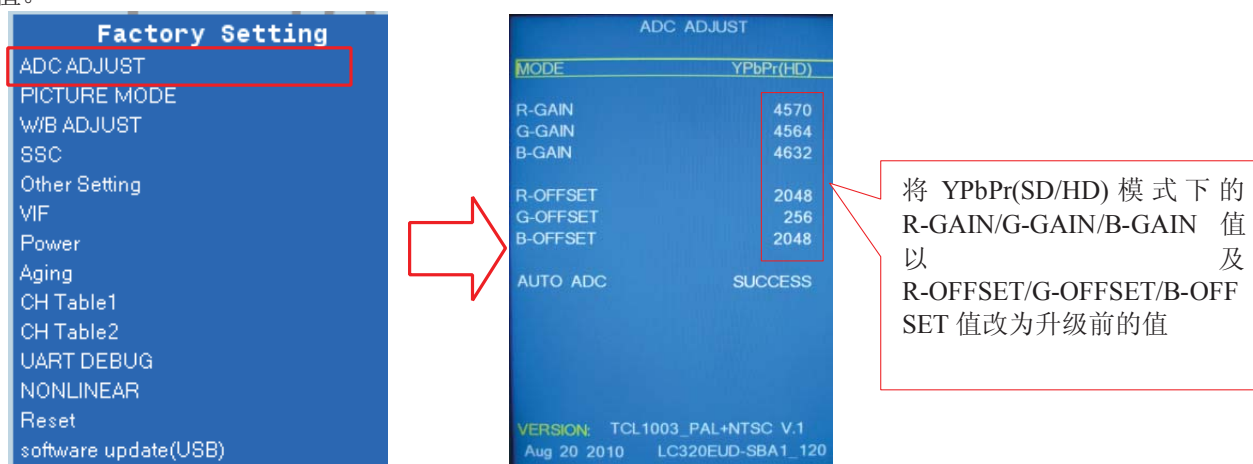 值。
Factory Setting
ADC ADJUST
PICTURE MODE
W/B ADJUST
SSC
Other Setting
VIF
Power
Aging
CH Table1
CH Table2
UART DEBUG
NONLINEAR
Reset
software update(USB)
ADC ADJUST
MODE YPbPr(HD)
R-GAIN 4570
G-GAIN 4564
B-GAIN 4632
R-OFFSET 2048
G-OFFSET 256
B-OFFSET 2048
AUTO ADC SUCCESS
VERSION: TCL1003_PAL+NTSC V.1
Aug 20 2010 LC320EUD-SBA1_120
将 YPbPr(SD/HD) 模式下的
R-GAIN/G-GAIN/B-GAIN 值
以 及
R-OFFSET/G-OFFSET/B-OFF
SET 值改为升级前的值